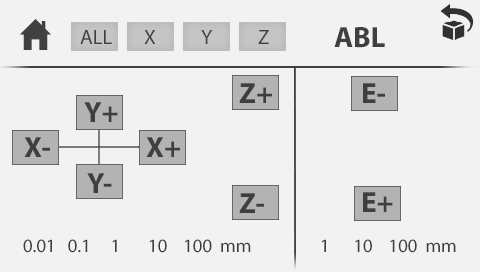 ALL X Y Z ABL
Z+ E-
Y+
X- X+
Y-
Z- E+
0.01 0.1 1 10 100 mm 1 10 100 mm